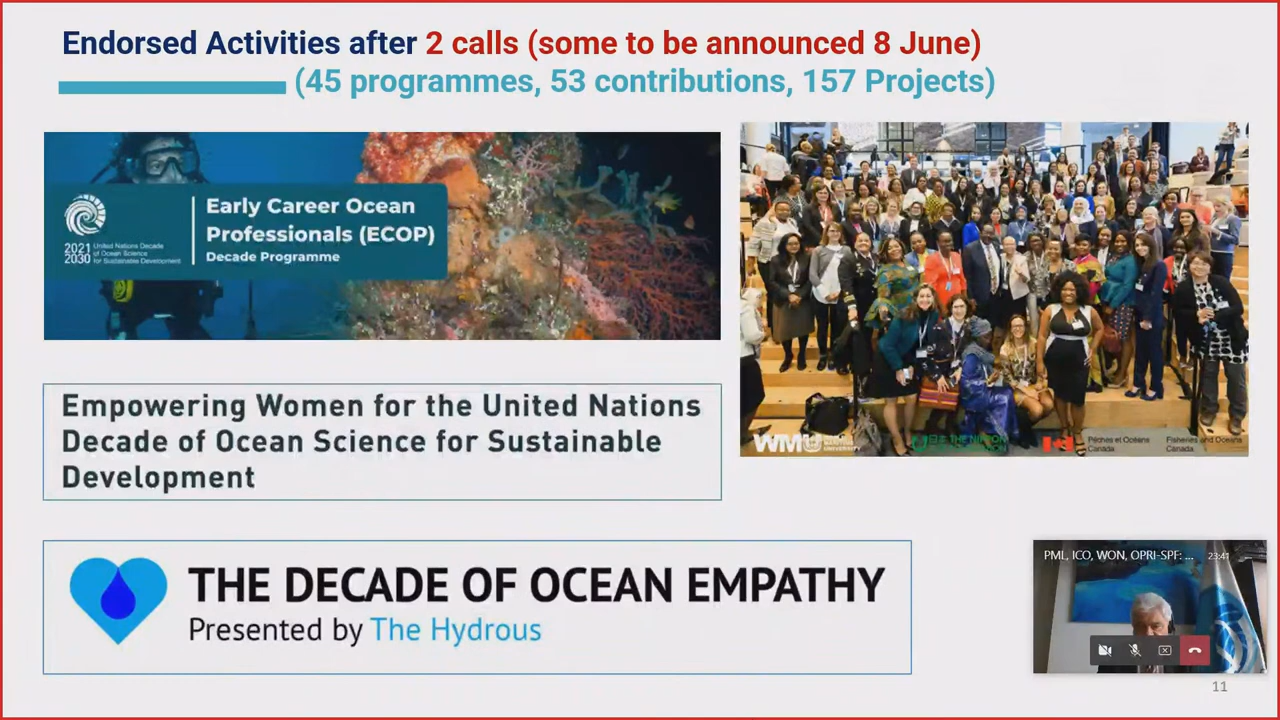 Endorsed Activities after 2 calls (some to be announced 8 June)
(45 programmes, 53 contributions, 157 Projects)
Early Career Ocean
Professionals (ECOP)
Decade Programme
2021
2030
United Nations Decade
of Ocean Science
for Sustainable Development
WMU
UNIVERSITY
Pêches et Océans
Canada
Fisheries and Oceans
Canada
Empowering Women for the United Nations
Decade of Ocean Science for Sustainable
Development
THE DECADE OF OCEAN EMPATHY
Presented by The Hydrous
PML, ICO, WON, OPRI-SPF: ...
23:41
11